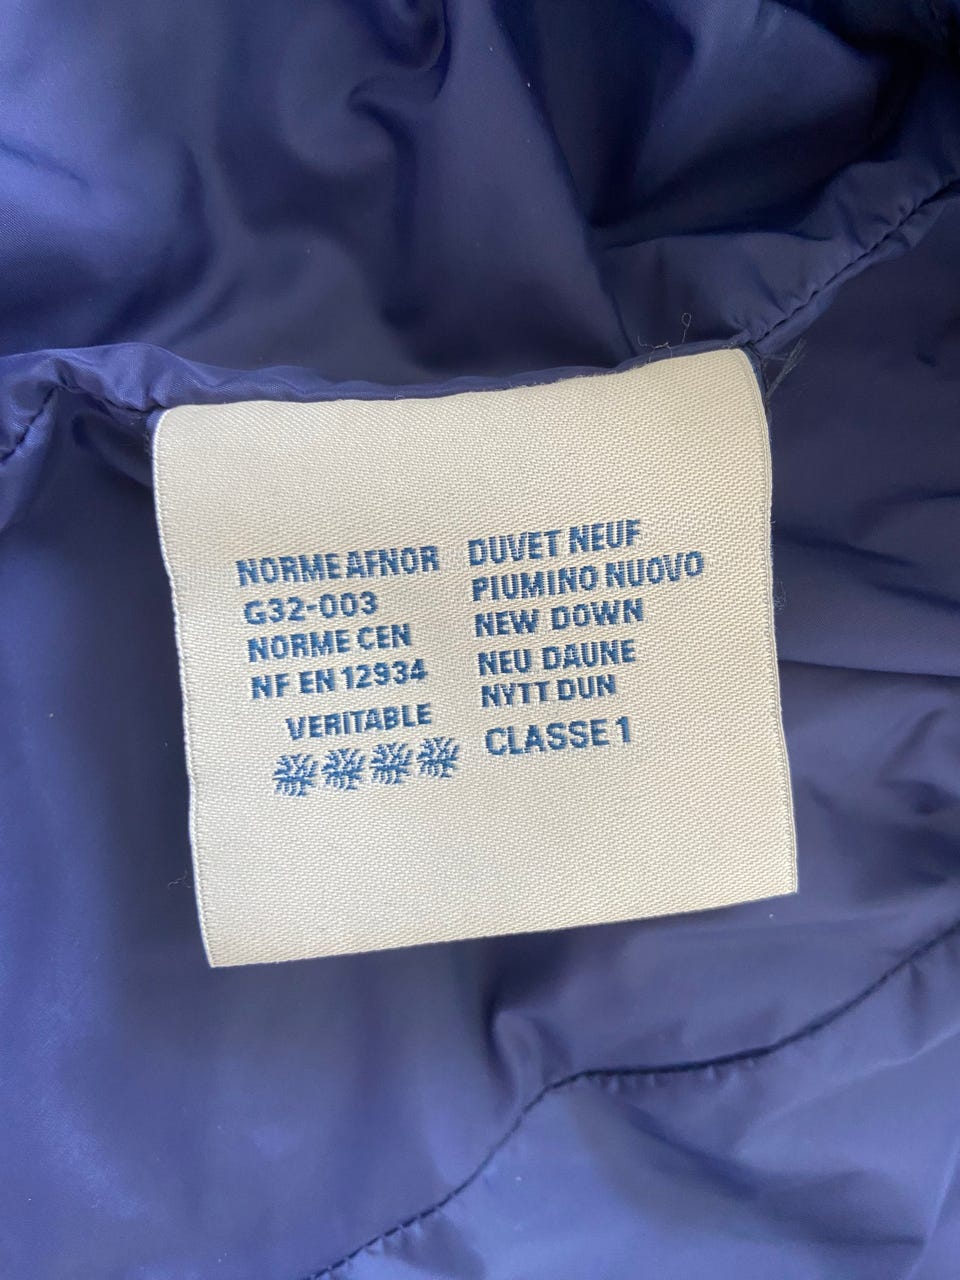 NORME AFNOR
G32-003
NORME CEN
NF EN 12934
VERITABLE
DUVET NEUF
PIUMINO NUOVO
NEW DOWN
NEU DAUNE
NYTT DUN
CLASSE 1